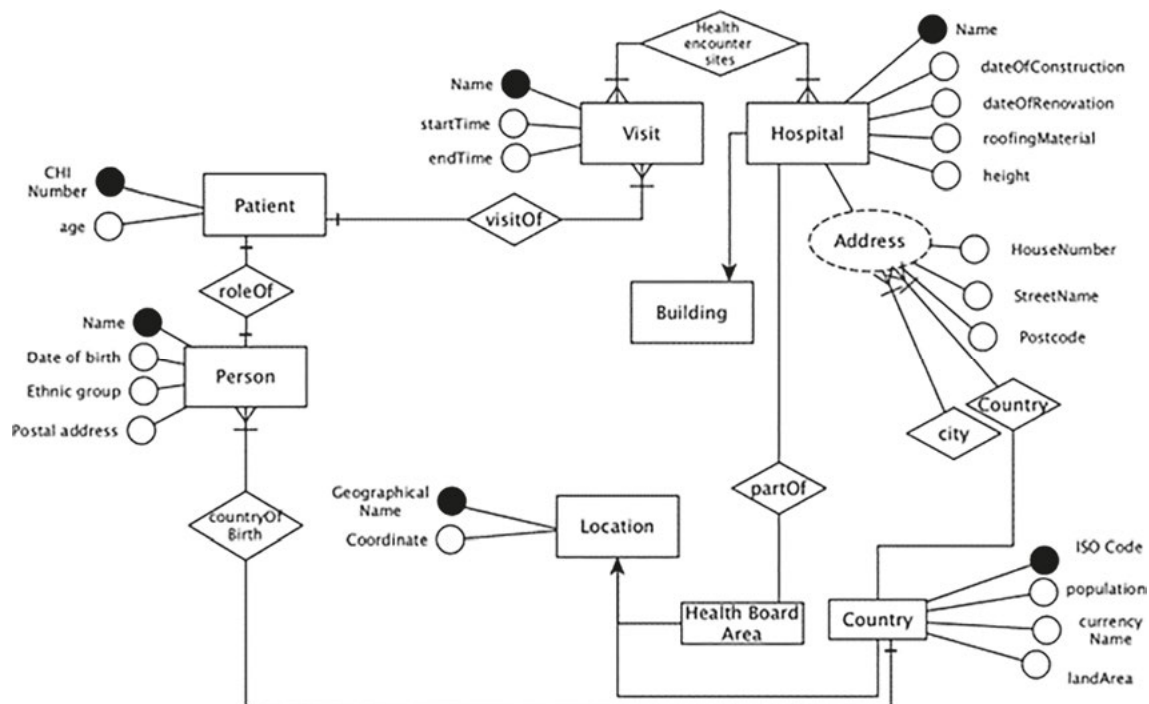 Health
encounter
sites
Name
dateOfConstruction
dateOfRenovation
roofingMaterial
height
Name
startTime
endTime
Visit
Hospital
CHI
Number
age
Patient
visitOf
Address
HouseNumber
StreetName
Postcode
roleOf
Building
Name
Date of birth
Ethnic group
Postal address
Person
Country
city
countryOf
Birth
Geographical
Name
Coordinate
Location
partOf
Health Board
Area
Country
ISO Code
population
currency
Name
landArea